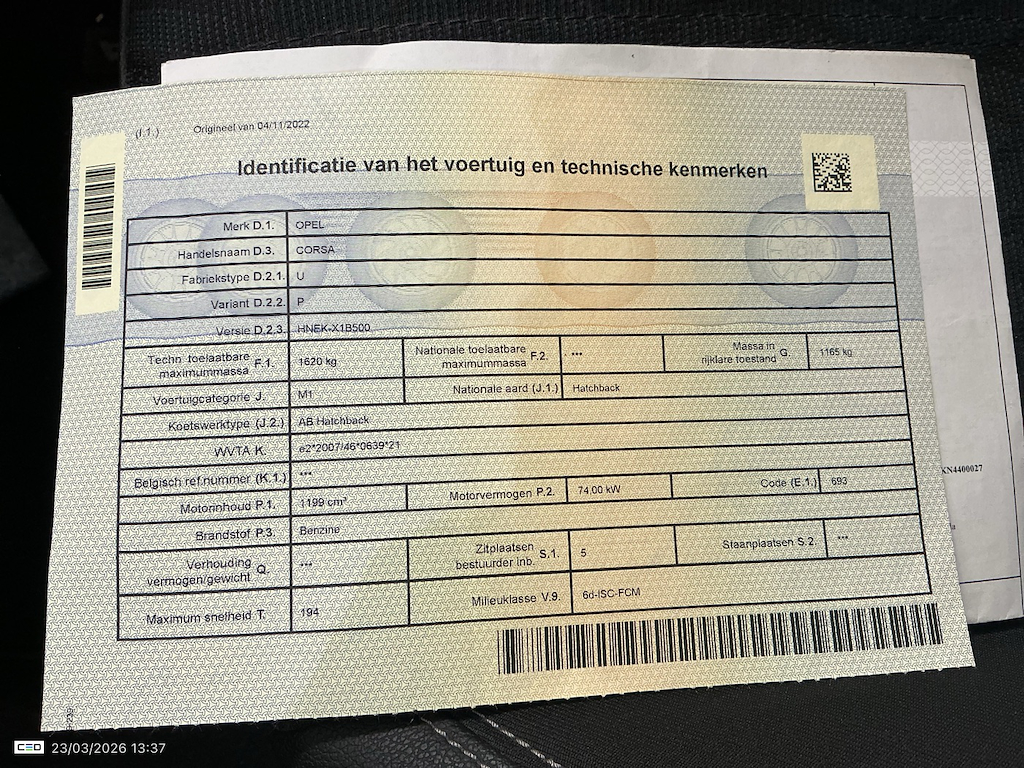 (I.1.) Origineel van 04/11/2022
Identificatie van het voertuig en technische kenmerken
Merk D.1. OPEL
Handelsnaam D.3. CORSA
Fabriekstype D.2.1. U
Variant D.2.2. P
Versie D.2.3. HNEK-X1B500
Techn. toelaatbare maximummassa F.1. 1620 kg Nationale toelaatbare maximummassa F.2. *** Massa in rijklare toestand G. 1165 kg
Voertuigcategorie J. M1 Nationale aard (J.1.) Hatchback
Koetswerktype (J.2.) AB Hatchback
WVTA K. e2*2007/46*0639*21
Belgisch ref.nummer (K.1.) ***
Motorinhoud P.1. 1199 cm³ Motorvermogen P.2. 74,00 kW Code (E.1.) 693
Brandstof P.3. Benzine
Verhouding vermogen/gewicht Q. *** Zitplaatsen bestuurder inb. S.1. 5 Staanplaatsen S.2. ***
Maximum snelheid T. 194 Milieuklasse V.9. 6d-ISC-FCM
KN4400027
CEO 23/03/2026 13:37